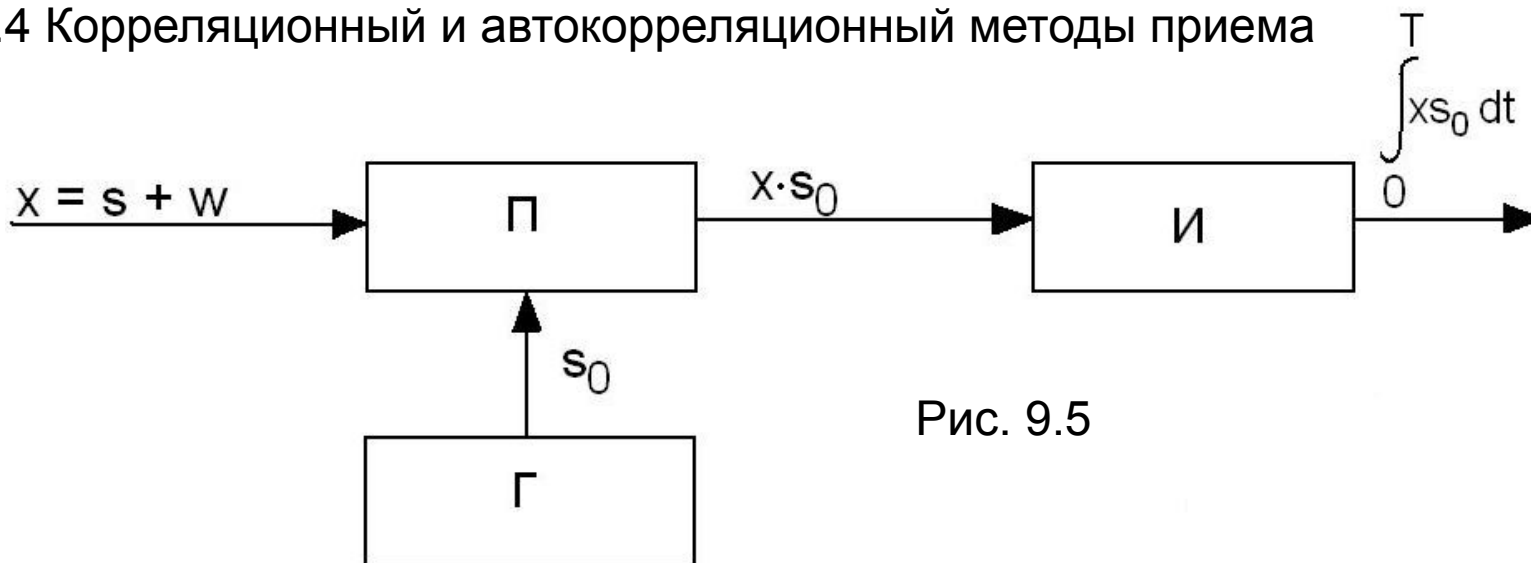 .4 Корреляционный и автокорреляционный методы приема
x = s + w
П
x·s₀
И
T
∫xs₀ dt
0
s₀
Рис. 9.5
Г